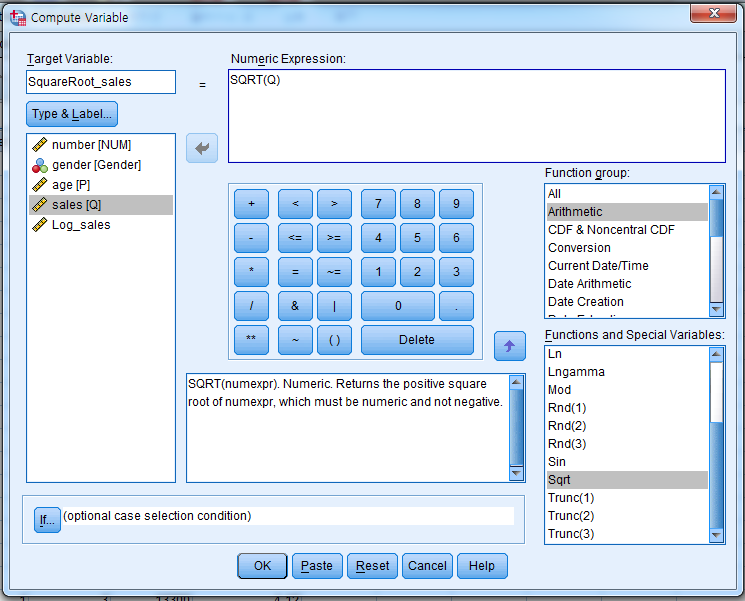 Compute Variable
Target Variable:
SquareRoot_sales
=
Numeric Expression:
SQRT(Q)
Type & Label...
number [NUM]
gender [Gender]
age [P]
sales [Q]
Log_sales
+ < > 7 8 9
- <= >= 4 5 6
* = ~= 1 2 3
/ & | 0 .
** ~ ( ) Delete
Function group:
All
Arithmetic
CDF & Noncentral CDF
Conversion
Current Date/Time
Date Arithmetic
Date Creation
SQRT(numexpr). Numeric. Returns the positive square
root of numexpr, which must be numeric and not negative.
Functions and Special Variables:
Ln
Lngamma
Mod
Rnd(1)
Rnd(2)
Rnd(3)
Sin
Sqrt
Trunc(1)
Trunc(2)
Trunc(3)
If... (optional case selection condition)
OK Paste Reset Cancel Help